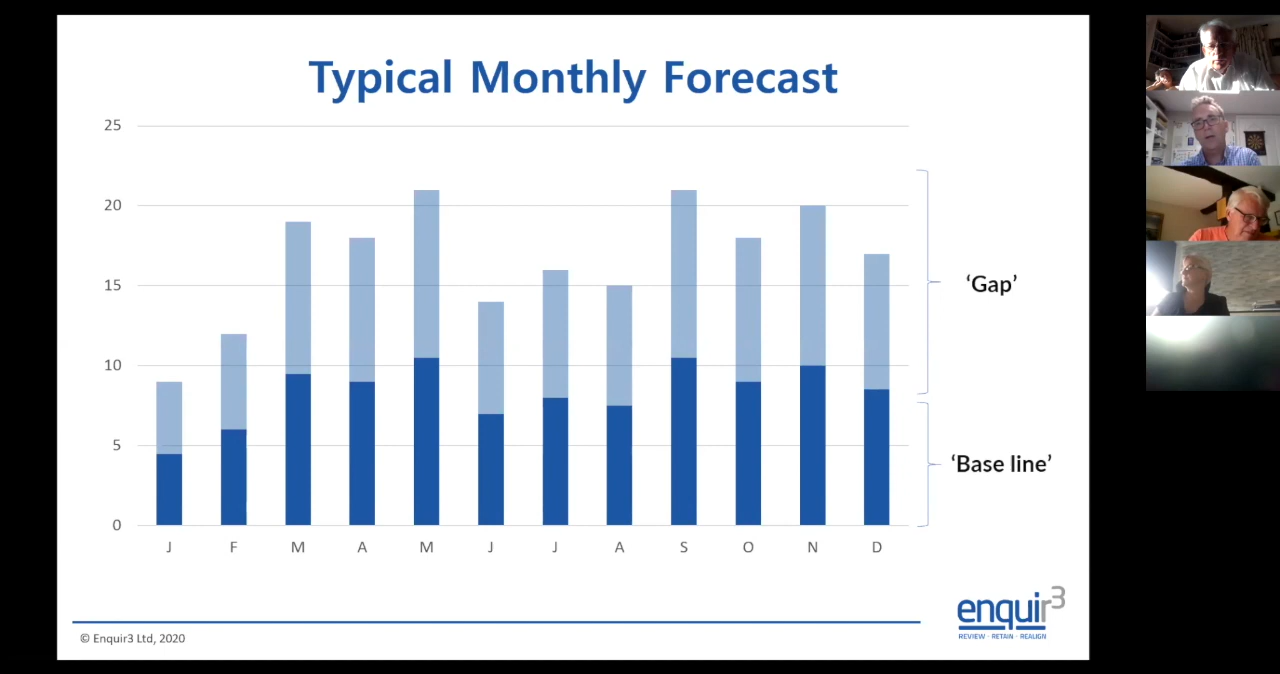 Typical Monthly Forecast
25
20
15
10
5
0
J F M A M J J A S O N D
‘Gap’
‘Base line’
© Enquir3 Ltd, 2020
enquir3
REVIEW · RETAIN · REALIGN